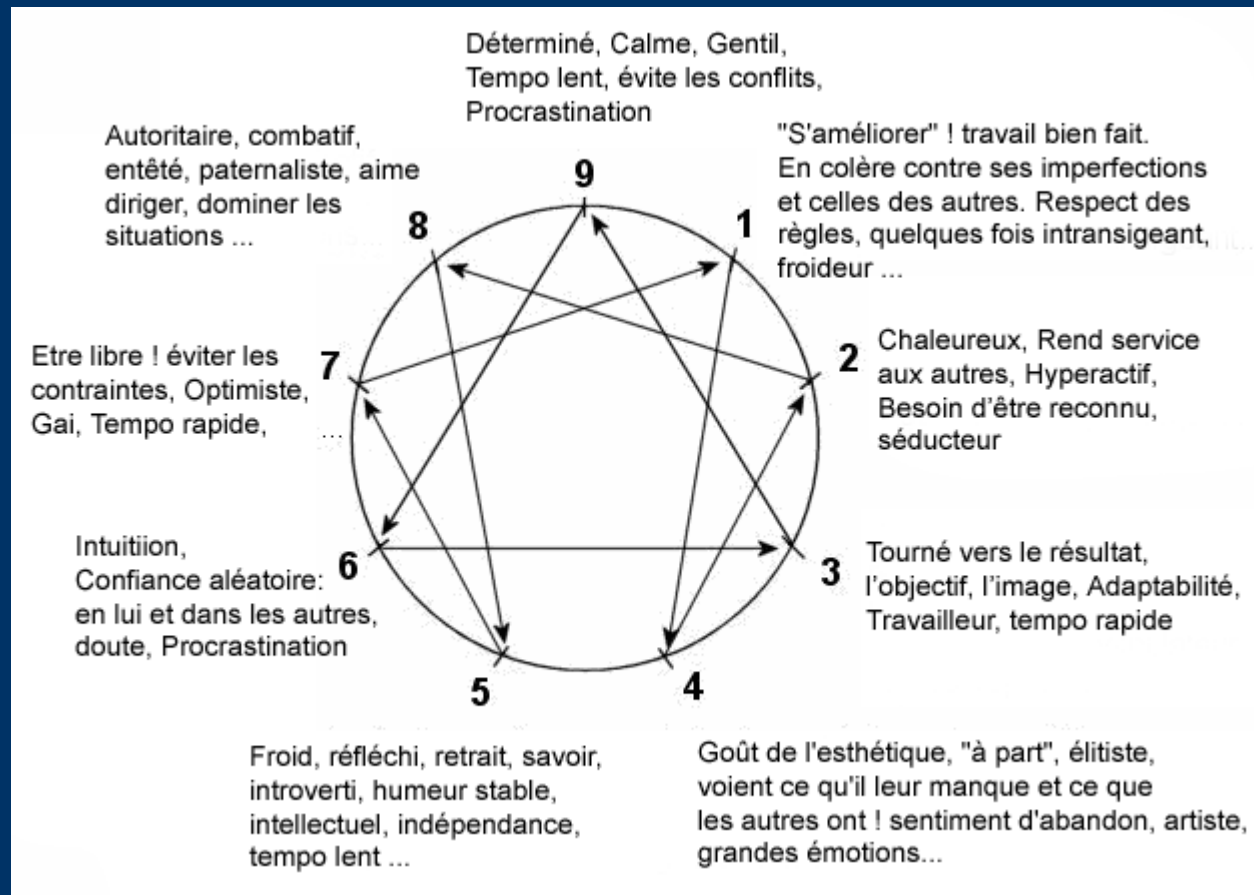 Déterminé, Calme, Gentil,
Tempo lent, évite les conflits,
Procrastination
9
"S'améliorer" ! travail bien fait.
En colère contre ses imperfections
et celles des autres. Respect des
règles, quelques fois intransigeant,
froideur ...
1
Chaleureux, Rend service
aux autres, Hyperactif,
Besoin d'être reconnu,
séducteur
2
Tourné vers le résultat,
l'objectif, l'image, Adaptabilité,
Travailleur, tempo rapide
3
Goût de l'esthétique, "à part", élitiste,
voient ce qu'il leur manque et ce que
les autres ont ! sentiment d'abandon, artiste,
grandes émotions...
4
Froid, réfléchi, retrait, savoir,
introverti, humeur stable,
intellectuel, indépendance,
tempo lent ...
5
Intuitiion,
Confiance aléatoire:
en lui et dans les autres,
doute, Procrastination
6
Etre libre ! éviter les
contraintes, Optimiste,
Gai, Tempo rapide, ...
7
Autoritaire, combatif,
entêté, paternaliste, aime
diriger, dominer les
situations ...
8